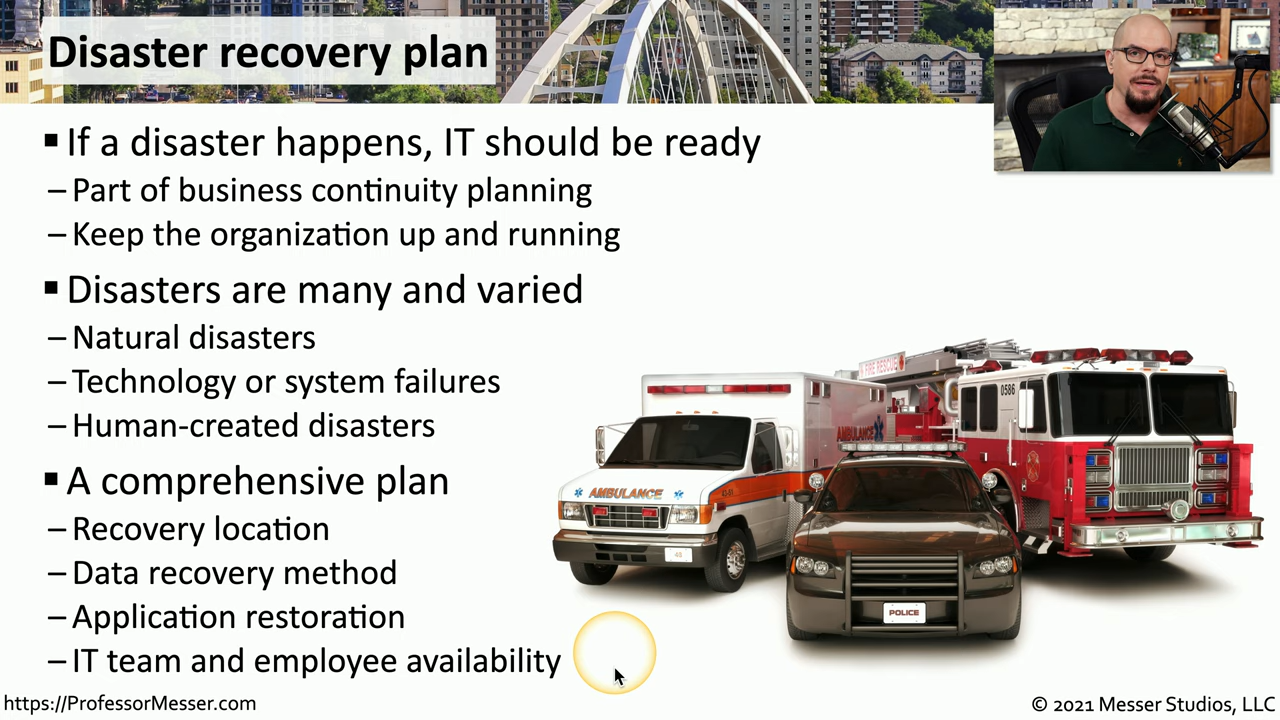 Disaster recovery plan
▪ If a disaster happens, IT should be ready
– Part of business continuity planning
– Keep the organization up and running
▪ Disasters are many and varied
– Natural disasters
– Technology or system failures
– Human-created disasters
▪ A comprehensive plan
– Recovery location
– Data recovery method
– Application restoration
– IT team and employee availability
FIRE RESCUE
0586
AMBULANCE
AMBULANCE
POLICE
https://ProfessorMesser.com
© 2021 Messer Studios, LLC